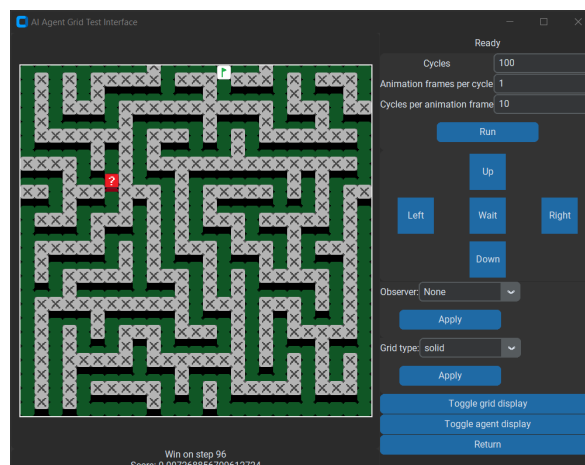 AI Agent Grid Test Interface
Ready
Cycles 100
Animation frames per cycle 1
Cycles per animation frame 10
Run
Up
?
Left Wait Right
Down
Observer: None
Apply
Grid type: solid
Apply
Toggle grid display
Toggle agent display
Return
Win on step 96